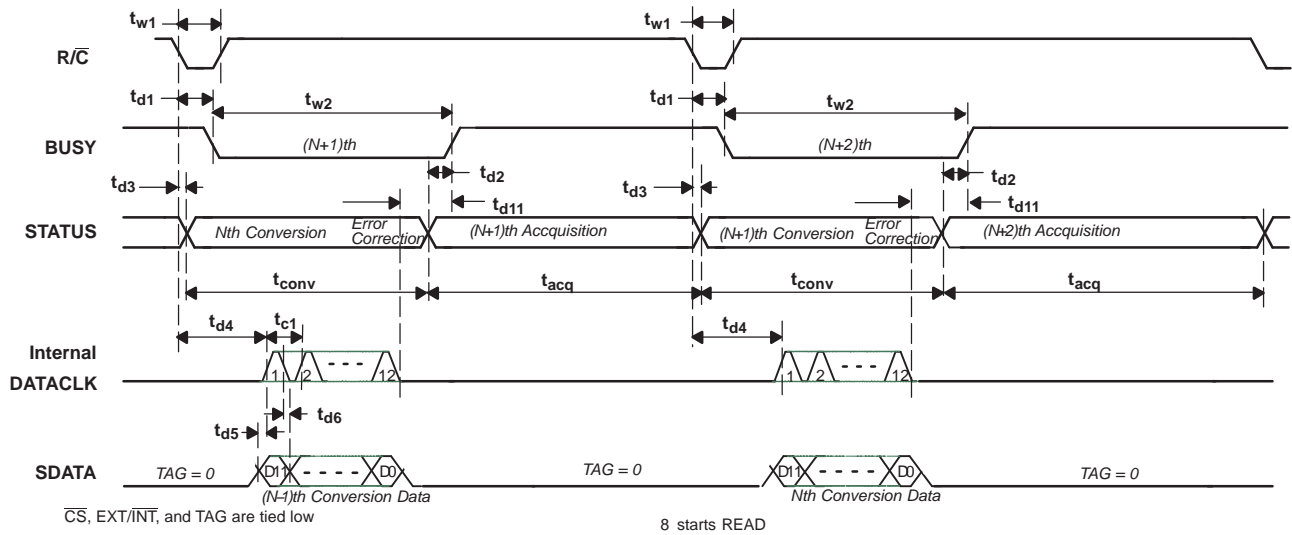 tw1 tw1
R/C
td1 tw2 td1 tw2
BUSY (N+1)th (N+2)th
td3 td2 td3 td2
td11 td11
STATUS Nth Conversion Error Correction (N+1)th Accquisition (N+1)th Conversion Error Correction (N+2)th Accquisition
tconv tacq tconv tacq
td4 tc1 td4
Internal DATACLK 1 2 - - - 12 1 2 - - - 12
td5 td6
SDATA TAG = 0 D11 - - - - - D0 TAG = 0 D11 - - - - - D0 TAG = 0
(N-1)th Conversion Data Nth Conversion Data
CS, EXT/INT, and TAG are tied low
8 starts READ